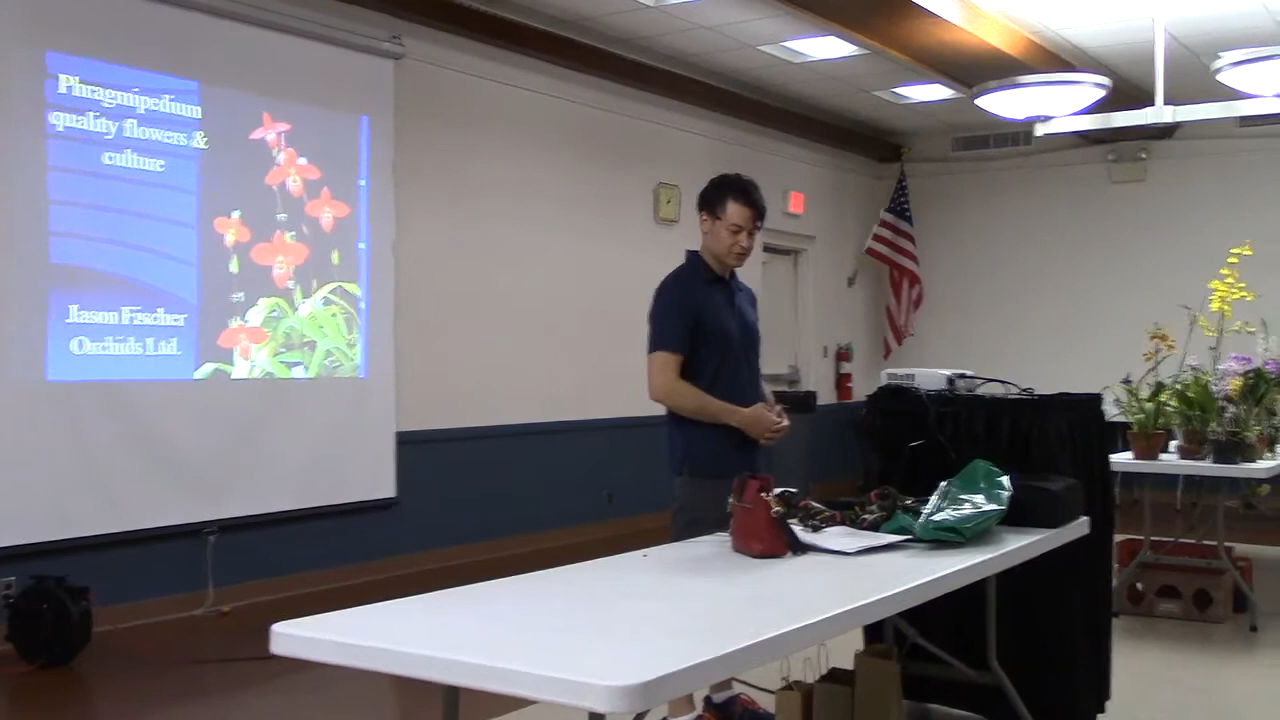 Phragmipedium
quality flowers &
culture
Jason Fischer
Orchids Ltd.